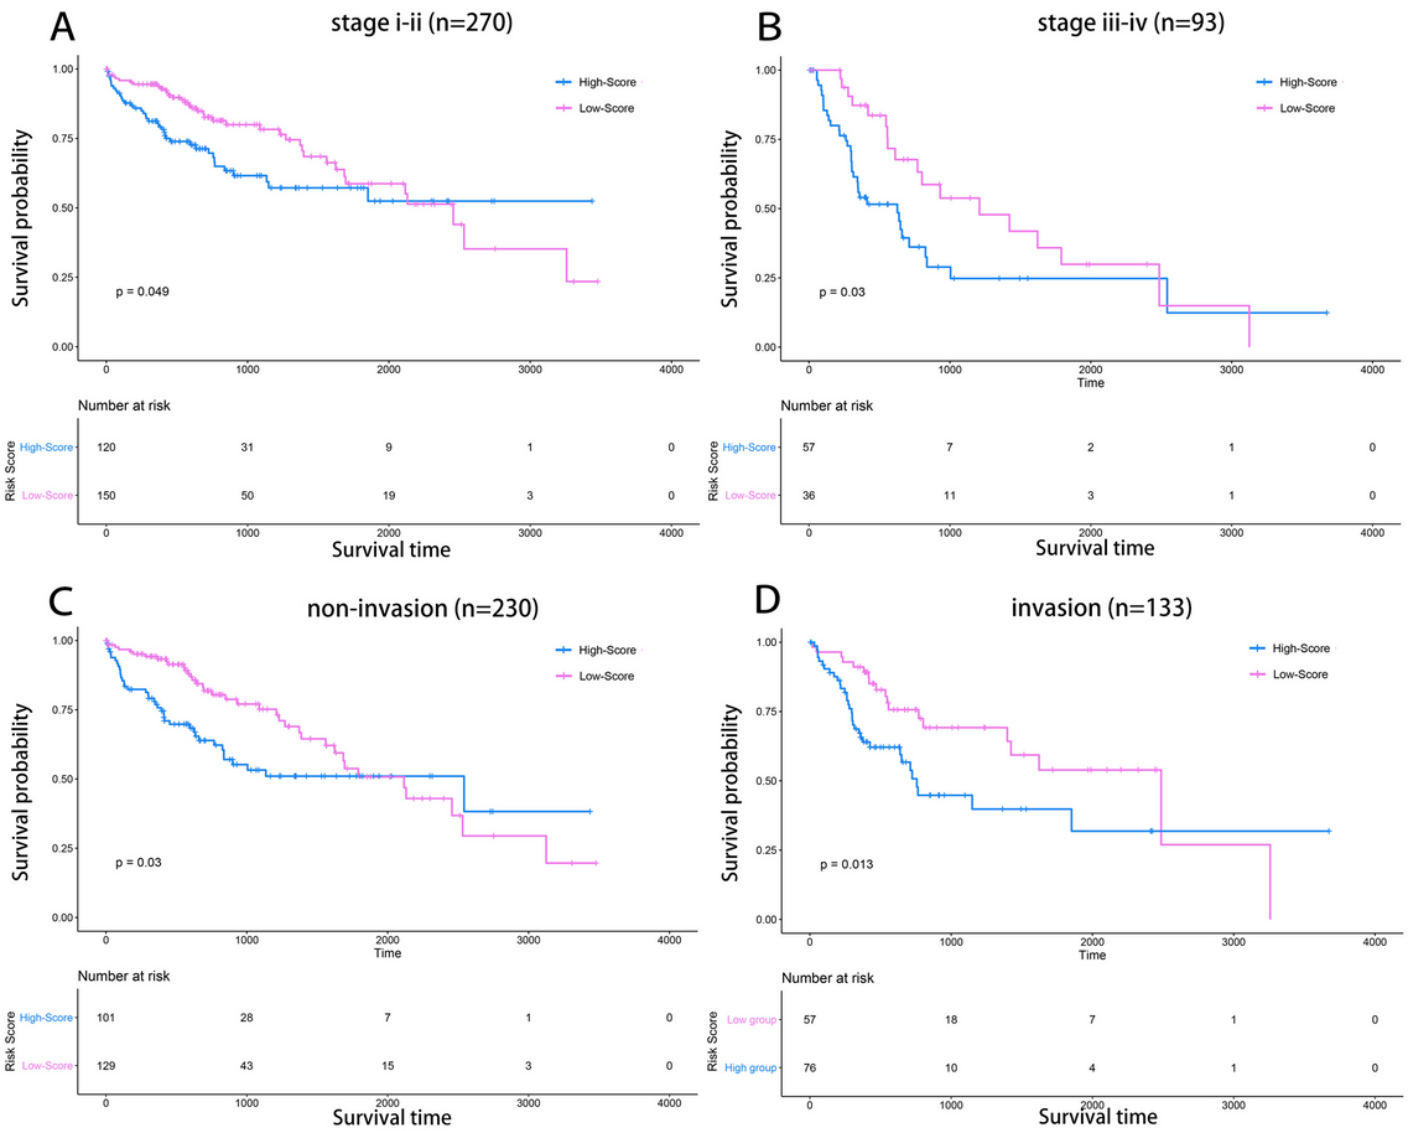 A
stage i-ii (n=270)
High-Score
Low-Score
Survival probability
1.00
0.75
0.50
0.25
0.00
p = 0.049
0 1000 2000 3000 4000
Number at risk
Risk Score
High-Score 120 31 9 1 0
Low-Score 150 50 19 3 0
0 1000 2000 3000 4000
Survival time
B
stage iii-iv (n=93)
High-Score
Low-Score
Survival probability
1.00
0.75
0.50
0.25
0.00
p = 0.03
0 1000 2000 3000 4000
Time
Number at risk
Risk Score
High-Score 57 7 2 1 0
Low-Score 36 11 3 1 0
0 1000 2000 3000 4000
Survival time
C
non-invasion (n=230)
High-Score
Low-Score
Survival probability
1.00
0.75
0.50
0.25
0.00
p = 0.03
0 1000 2000 3000 4000
Time
Number at risk
Risk Score
High-Score 101 28 7 1 0
Low-Score 129 43 15 3 0
0 1000 2000 3000 4000
Survival time
D
invasion (n=133)
High-Score
Low-Score
Survival probability
1.00
0.75
0.50
0.25
0.00
p = 0.013
0 1000 2000 3000 4000
Time
Number at risk
Risk Score
Low group 57 18 7 1 0
High group 76 10 4 1 0
0 1000 2000 3000 4000
Survival time